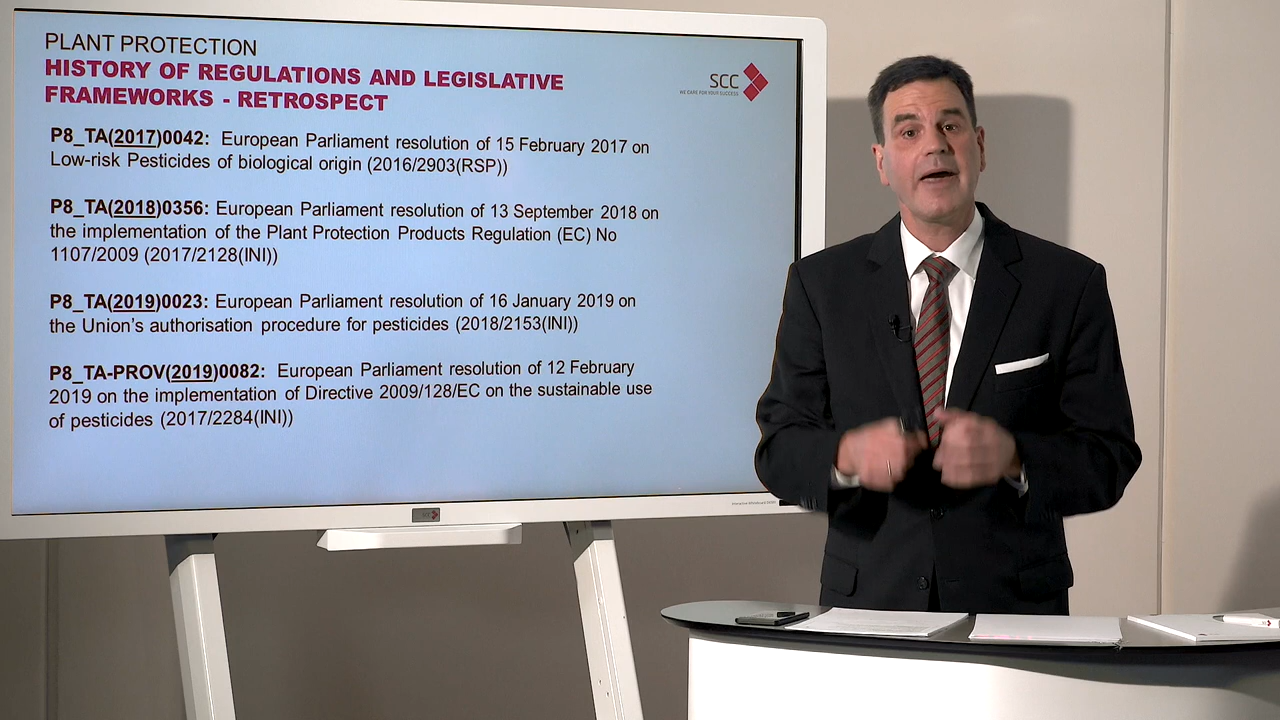 PLANT PROTECTION
HISTORY OF REGULATIONS AND LEGISLATIVE
FRAMEWORKS - RETROSPECT
SCC
WE CARE FOR YOUR SUCCESS
P8_TA(2017)0042: European Parliament resolution of 15 February 2017 on
Low-risk Pesticides of biological origin (2016/2903(RSP))
P8_TA(2018)0356: European Parliament resolution of 13 September 2018 on
the implementation of the Plant Protection Products Regulation (EC) No
1107/2009 (2017/2128(INI))
P8_TA(2019)0023: European Parliament resolution of 16 January 2019 on
the Union's authorisation procedure for pesticides (2018/2153(INI))
P8_TA-PROV(2019)0082: European Parliament resolution of 12 February
2019 on the implementation of Directive 2009/128/EC on the sustainable use
of pesticides (2017/2284(INI))
SCC